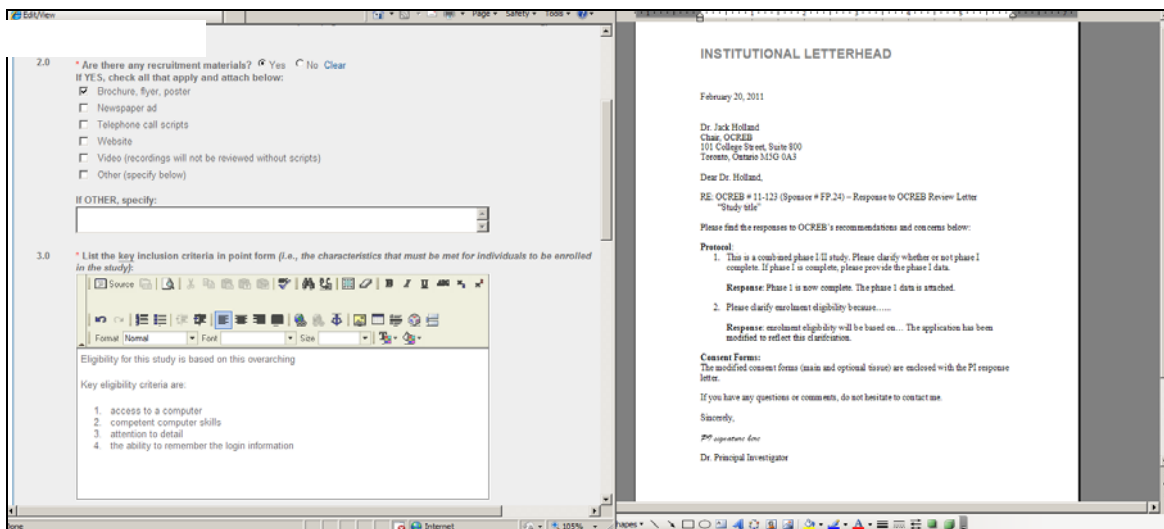 Edit/View
Page Safety Tools
2.0 * Are there any recruitment materials? Yes No Clear
If YES, check all that apply and attach below:
Brochure, flyer, poster
Newspaper ad
Telephone call scripts
Website
Video (recordings will not be reviewed without scripts)
Other (specify below)
If OTHER, specify:
3.0 * List the key inclusion criteria in point form (i.e., the characteristics that must be met for individuals to be enrolled
in the study):
Source B I U ABC
Format Normal Font Size
Eligibility for this study is based on this overarching
Key eligibility criteria are:
1. access to a computer
2. competent computer skills
3. attention to detail
4. the ability to remember the login information
Internet 105%
INSTITUTIONAL LETTERHEAD
February 20, 2011
Dr. Jack Holland
Chair, OCREB
101 College Street, Suite 800
Toronto, Ontario M5G 0A3
Dear Dr. Holland,
RE: OCREB # 11-123 (Sponsor # FP.24) – Response to OCREB Review Letter
"Study title"
Please find the responses to OCREB's recommendations and concerns below:
Protocol:
1. This is a combined phase I/II study. Please clarify whether or not phase I
complete. If phase I is complete, please provide the phase I data.
Response: Phase 1 is now complete. The phase 1 data is attached.
2. Please clarify enrolment eligibility because......
Response: enrolment eligibility will be based on... The application has been
modified to reflect this clarification.
Consent Forms:
The modified consent forms (main and optional tissue) are enclosed with the PI response
letter.
If you have any questions or comments, do not hesitate to contact me.
Sincerely,
PI signature here
Dr. Principal Investigator